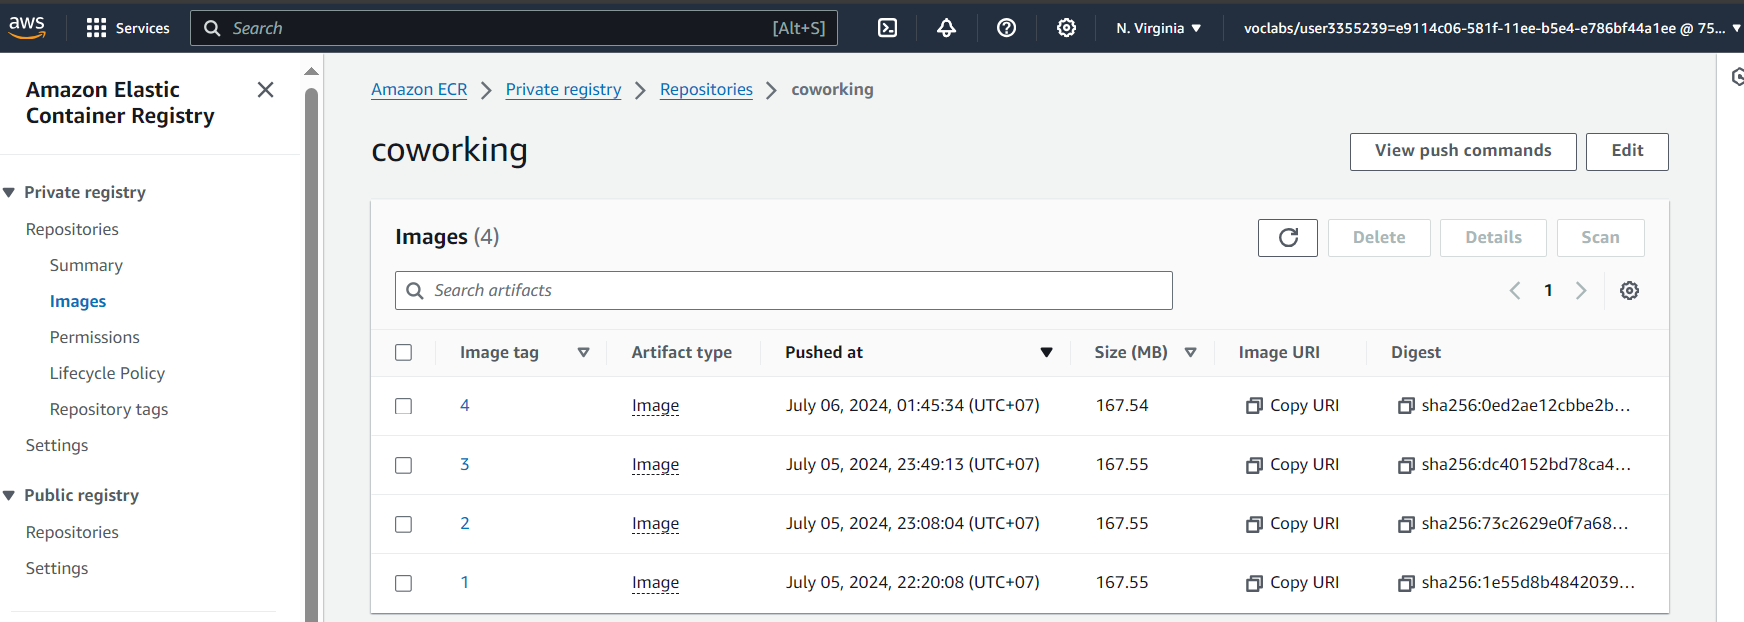 aws
Services
Search
[Alt+S]
N. Virginia
voclabs/user3355239=e9114c06-581f-11ee-b5e4-e786bf44a1ee @ 75...
Amazon Elastic
Container Registry
Private registry
Repositories
Summary
Images
Permissions
Lifecycle Policy
Repository tags
Settings
Public registry
Repositories
Settings
Amazon ECR > Private registry > Repositories > coworking
coworking
View push commands
Edit
Images (4)
Delete
Details
Scan
Search artifacts
1
Image tag Artifact type Pushed at Size (MB) Image URI Digest
4 Image July 06, 2024, 01:45:34 (UTC+07) 167.54 Copy URI sha256:0ed2ae12cbbe2b...
3 Image July 05, 2024, 23:49:13 (UTC+07) 167.55 Copy URI sha256:dc40152bd78ca4...
2 Image July 05, 2024, 23:08:04 (UTC+07) 167.55 Copy URI sha256:73c2629e0f7a68...
1 Image July 05, 2024, 22:20:08 (UTC+07) 167.55 Copy URI sha256:1e55d8b4842039...